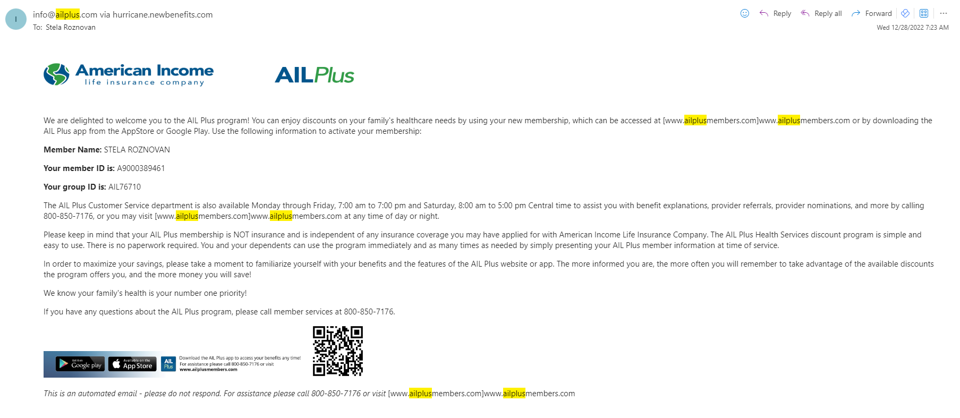 I
info@ailplus.com via hurricane.newbenefits.com
To: Stela Roznovan
Reply
Reply all
Forward
Wed 12/28/2022 7:23 AM
American Income
life insurance company
AILPlus
We are delighted to welcome you to the AIL Plus program! You can enjoy discounts on your family's healthcare needs by using your new membership, which can be accessed at [www.ailplusmembers.com]www.ailplusmembers.com or by downloading the
AIL Plus app from the AppStore or Google Play. Use the following information to activate your membership:
Member Name: STELA ROZNOVAN
Your member ID is: A9000389461
Your group ID is: AIL76710
The AIL Plus Customer Service department is also available Monday through Friday, 7:00 am to 7:00 pm and Saturday, 8:00 am to 5:00 pm Central time to assist you with benefit explanations, provider referrals, provider nominations, and more by calling
800-850-7176, or you may visit [www.ailplusmembers.com]www.ailplusmembers.com at any time of day or night.
Please keep in mind that your AIL Plus membership is NOT insurance and is independent of any insurance coverage you may have applied for with American Income Life Insurance Company. The AIL Plus Health Services discount program is simple and
easy to use. There is no paperwork required. You and your dependents can use the program immediately and as many times as needed by simply presenting your AIL Plus member information at time of service.
In order to maximize your savings, please take a moment to familiarize yourself with your benefits and the features of the AIL Plus website or app. The more informed you are, the more often you will remember to take advantage of the available discounts
the program offers you, and the more money you will save!
We know your family's health is your number one priority!
If you have any questions about the AIL Plus program, please call member services at 800-850-7176.
Google play
Available on the
App Store
AIL
Plus
Download the AIL Plus app to access your benefits any time!
For assistance please call 800-850-7176 or visit
www.ailplusmembers.com
This is an automated email - please do not respond. For assistance please call 800-850-7176 or visit [www.ailplusmembers.com]www.ailplusmembers.com